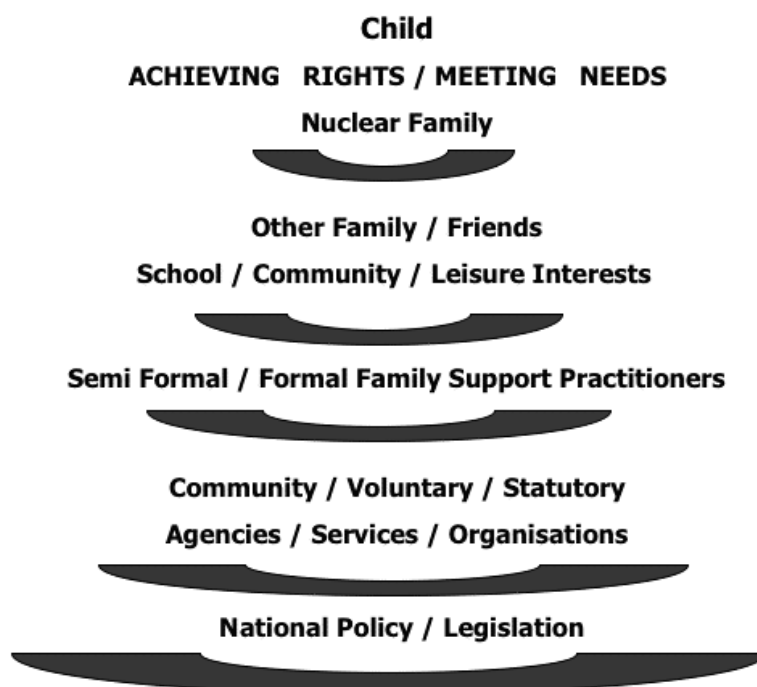 Child
ACHIEVING RIGHTS / MEETING NEEDS
Nuclear Family
Other Family / Friends
School / Community / Leisure Interests
Semi Formal / Formal Family Support Practitioners
Community / Voluntary / Statutory
Agencies / Services / Organisations
National Policy / Legislation